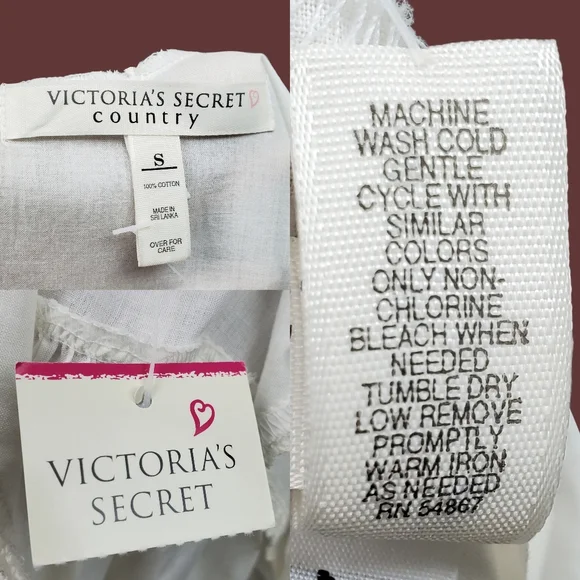 VICTORIA'S SECRET
country
S
100% COTTON
MADE IN
SRI LANKA
OVER FOR
CARE
VICTORIA'S
SECRET
MACHINE
WASH COLD
GENTLE
CYCLE WITH
SIMILAR
COLORS
ONLY NON-
CHLORINE
BLEACH WHEN
NEEDED
TUMBLE DRY
LOW REMOVE
PROMPTLY
WARM IRON
AS NEEDED
RN 54867